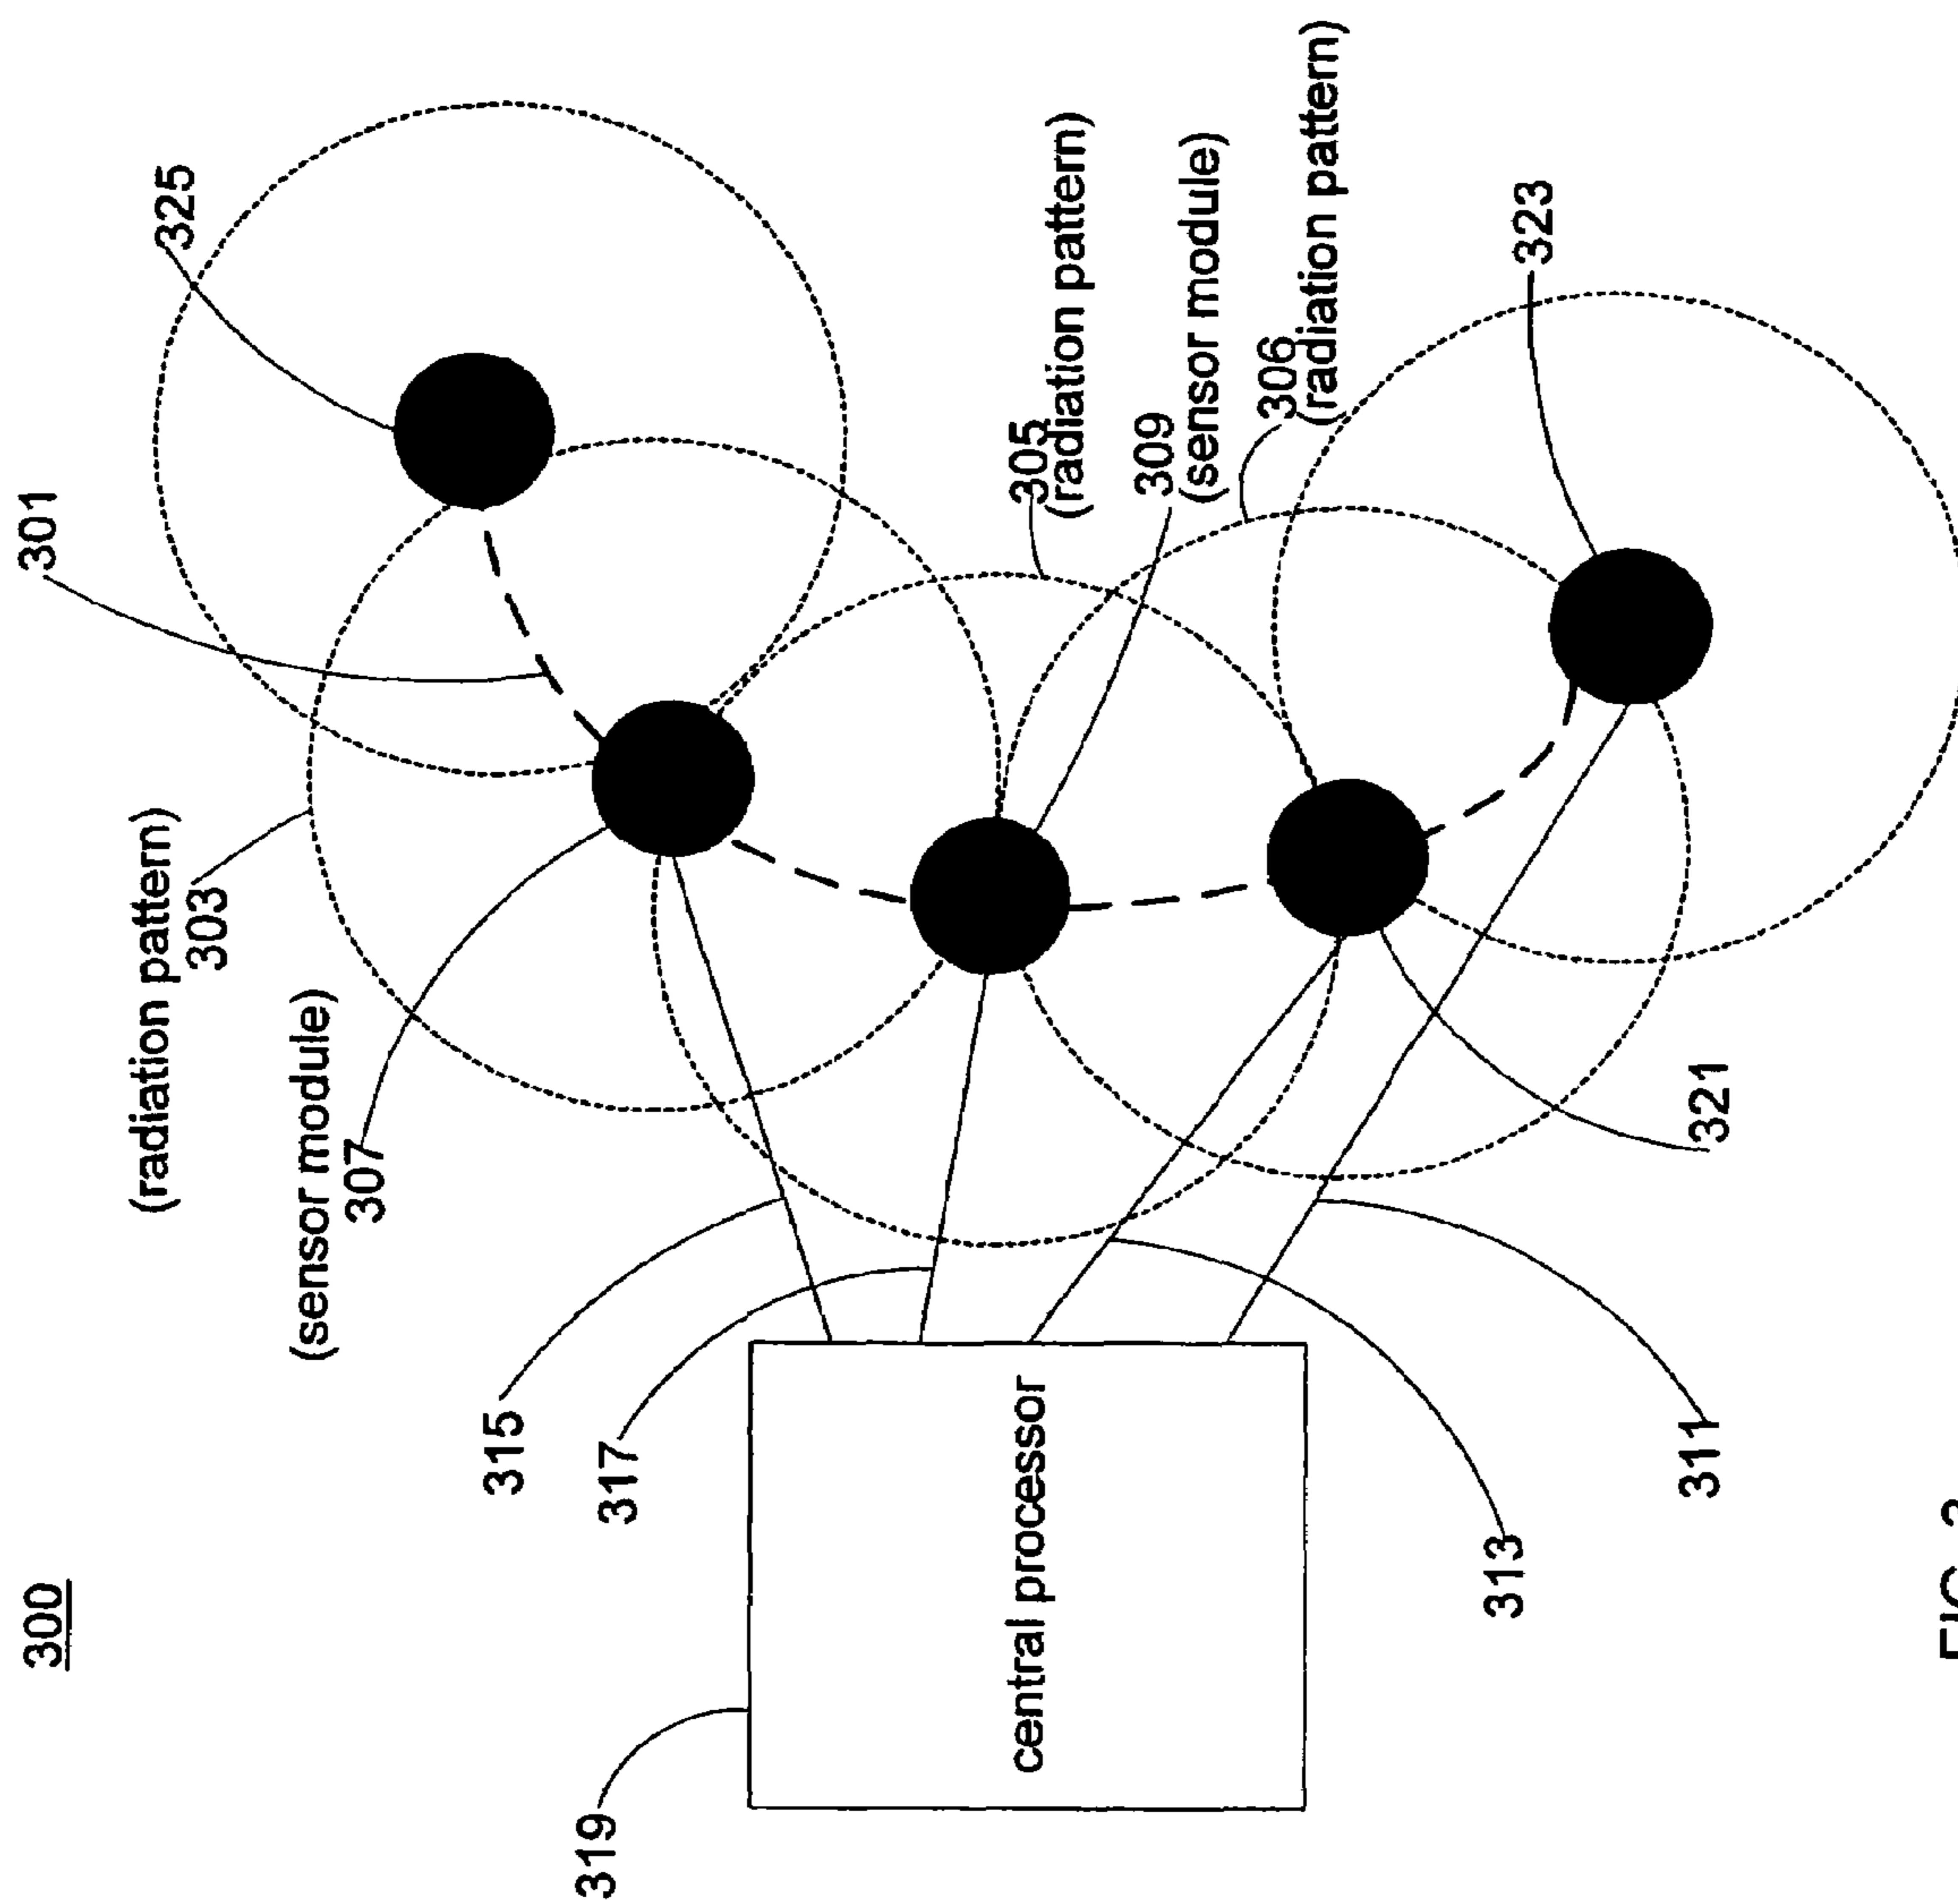 300
301
325
(radiation pattern)
303
(sensor module)
307
305
(radiation pattern)
309
(sensor module)
306
(radiation pattern)
323
315
317
319
central processor
313
311
321